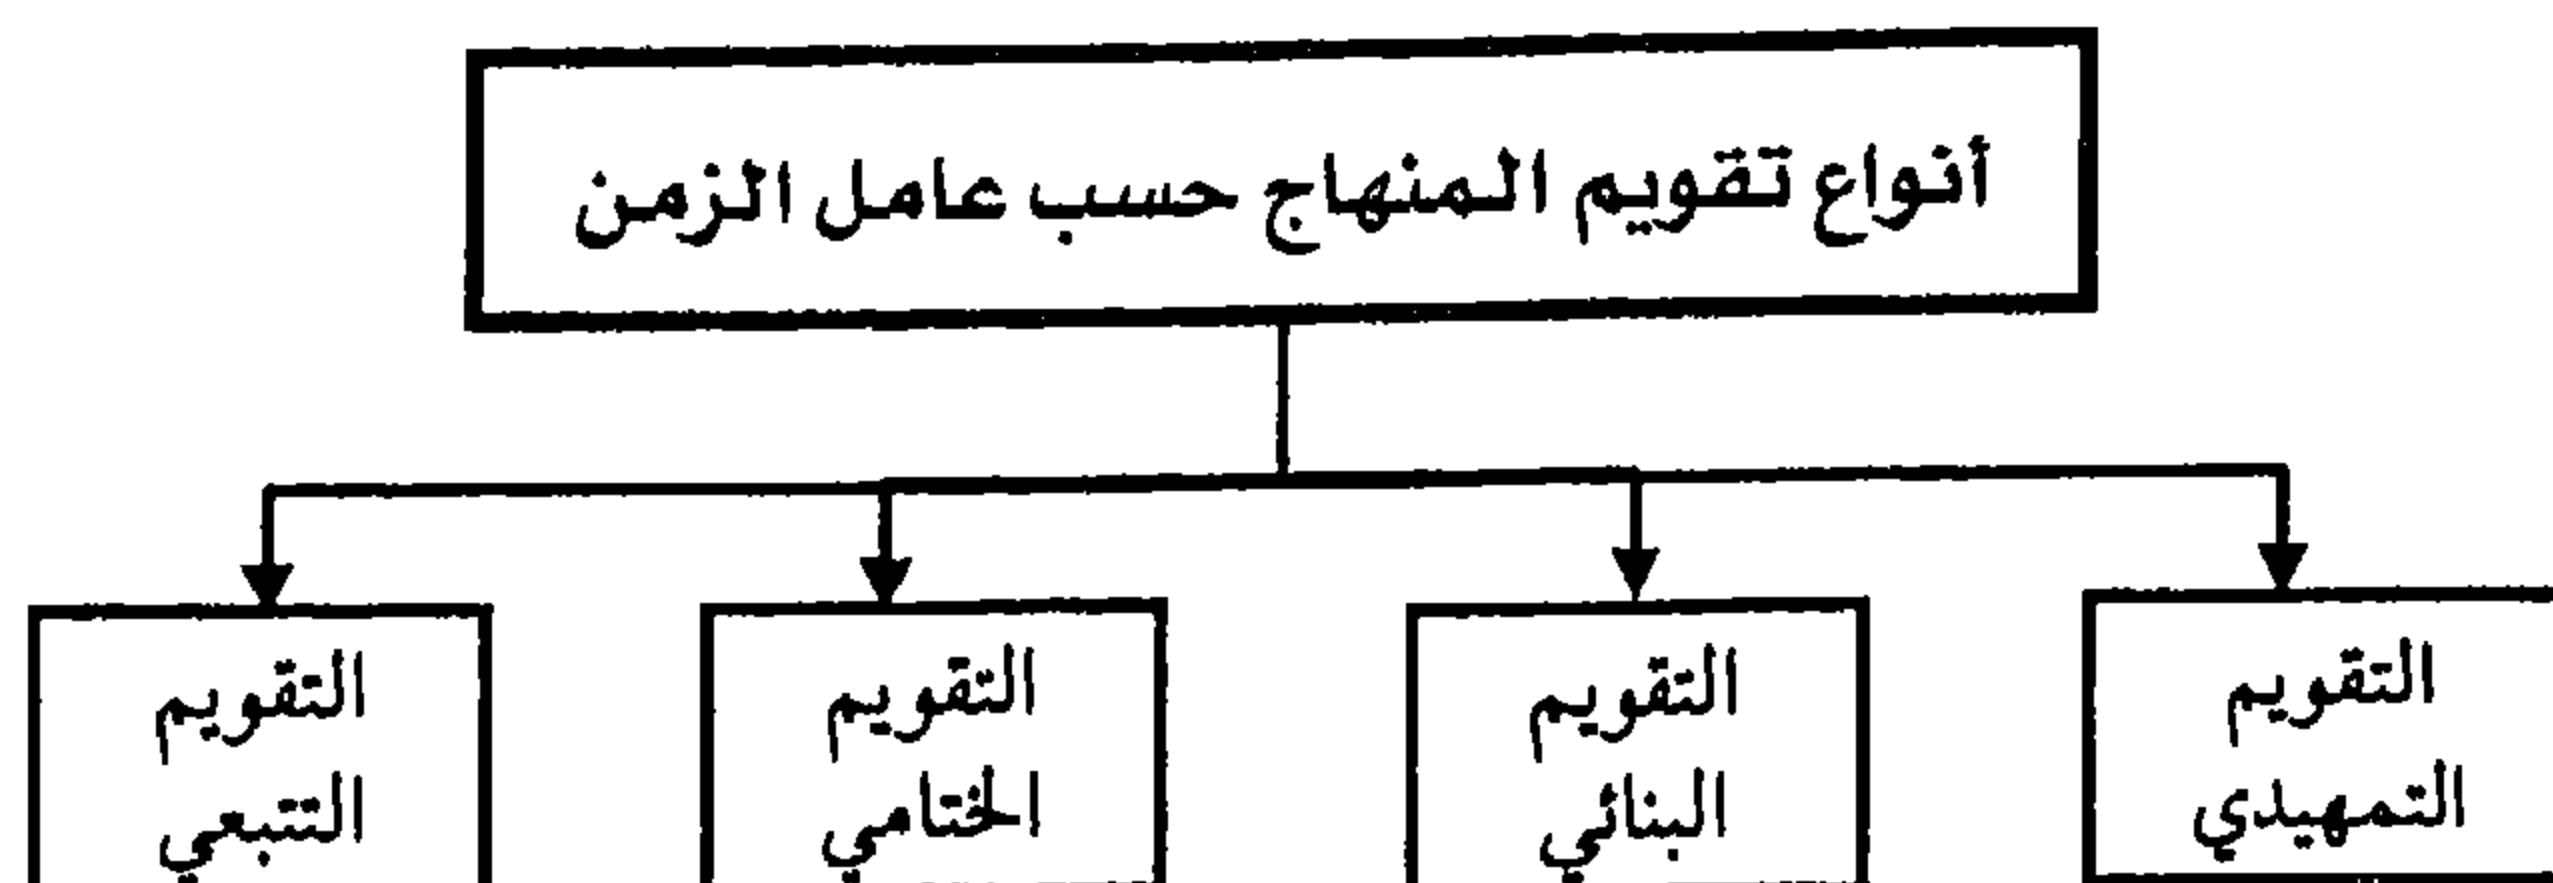 أنواع تقويم المنهاج حسب عامل الزمن
التقويم
التمهيدي
التقويم
البنائي
التقويم
الختامي
التقويم
التتبعي